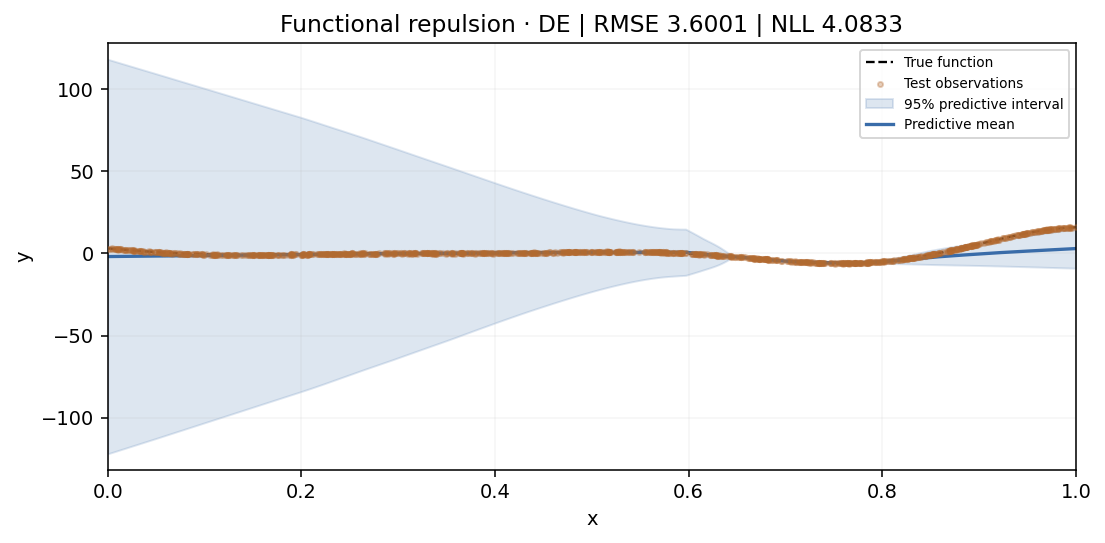 Functional repulsion · DE | RMSE 3.6001 | NLL 4.0833
True function
Test observations
95% predictive interval
Predictive mean
100
50
0
−50
−100
y
0.0
0.2
0.4
0.6
0.8
1.0
x